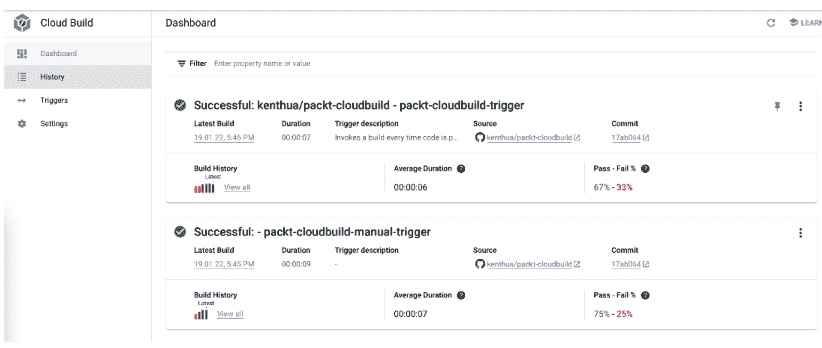 Cloud Build
Dashboard
LEARN
Dashboard
History
Triggers
Settings
Filter Enter property name or value
Successful: kenthua/packt-cloudbuild - packt-cloudbuild-trigger
Latest Build Duration Trigger description Source Commit
19.01.22, 5:45 PM 00:00:07 Invokes a build every time code is p... kenthua/packt-cloudbuild 17ab064
Build History Average Duration Pass - Fail %
Latest
View all 00:00:06 67% - 33%
Successful: - packt-cloudbuild-manual-trigger
Latest Build Duration Trigger description Source Commit
19.01.22, 5:45 PM 00:00:09 - kenthua/packt-cloudbuild 17ab064
Build History Average Duration Pass - Fail %
Latest
View all 00:00:07 75% - 25%